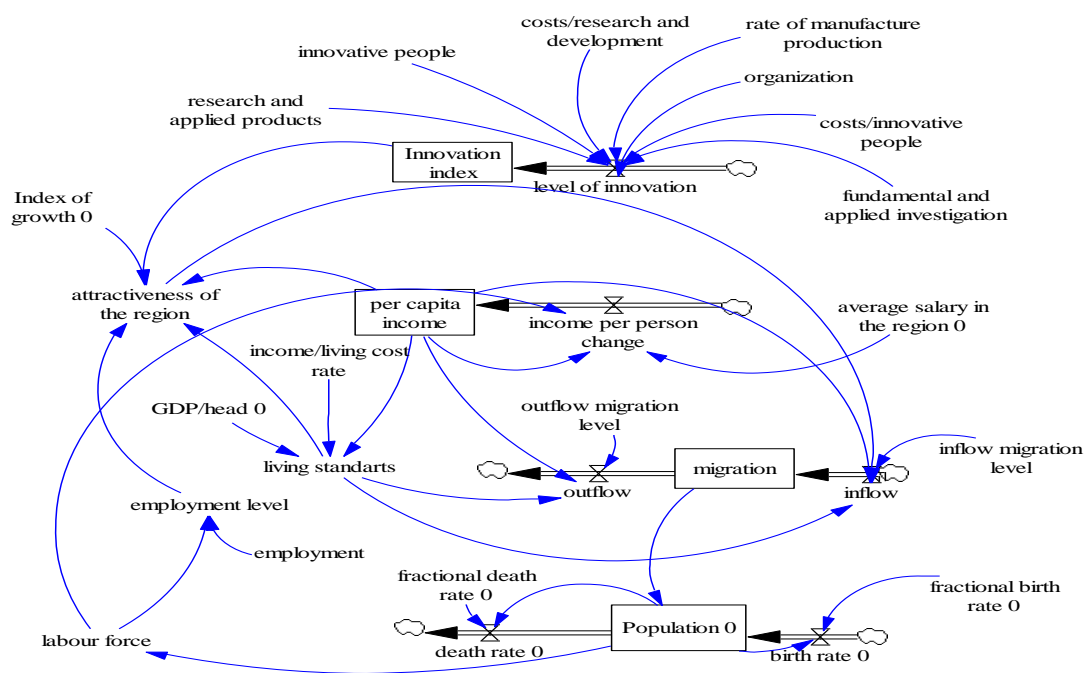 costs/research and
development
rate of manufacture
production
innovative people
organization
research and
applied products
costs/innovative
people
Innovation
index
level of innovation
fundamental and
applied investigation
Index of
growth 0
attractiveness of
the region
per capita
income
income per person
change
average salary in
the region 0
income/living cost
rate
GDP/head 0
outflow migration
level
inflow migration
level
living standarts
migration
outflow
inflow
employment level
employment
fractional death
rate 0
fractional birth
rate 0
labour force
Population 0
death rate 0
birth rate 0